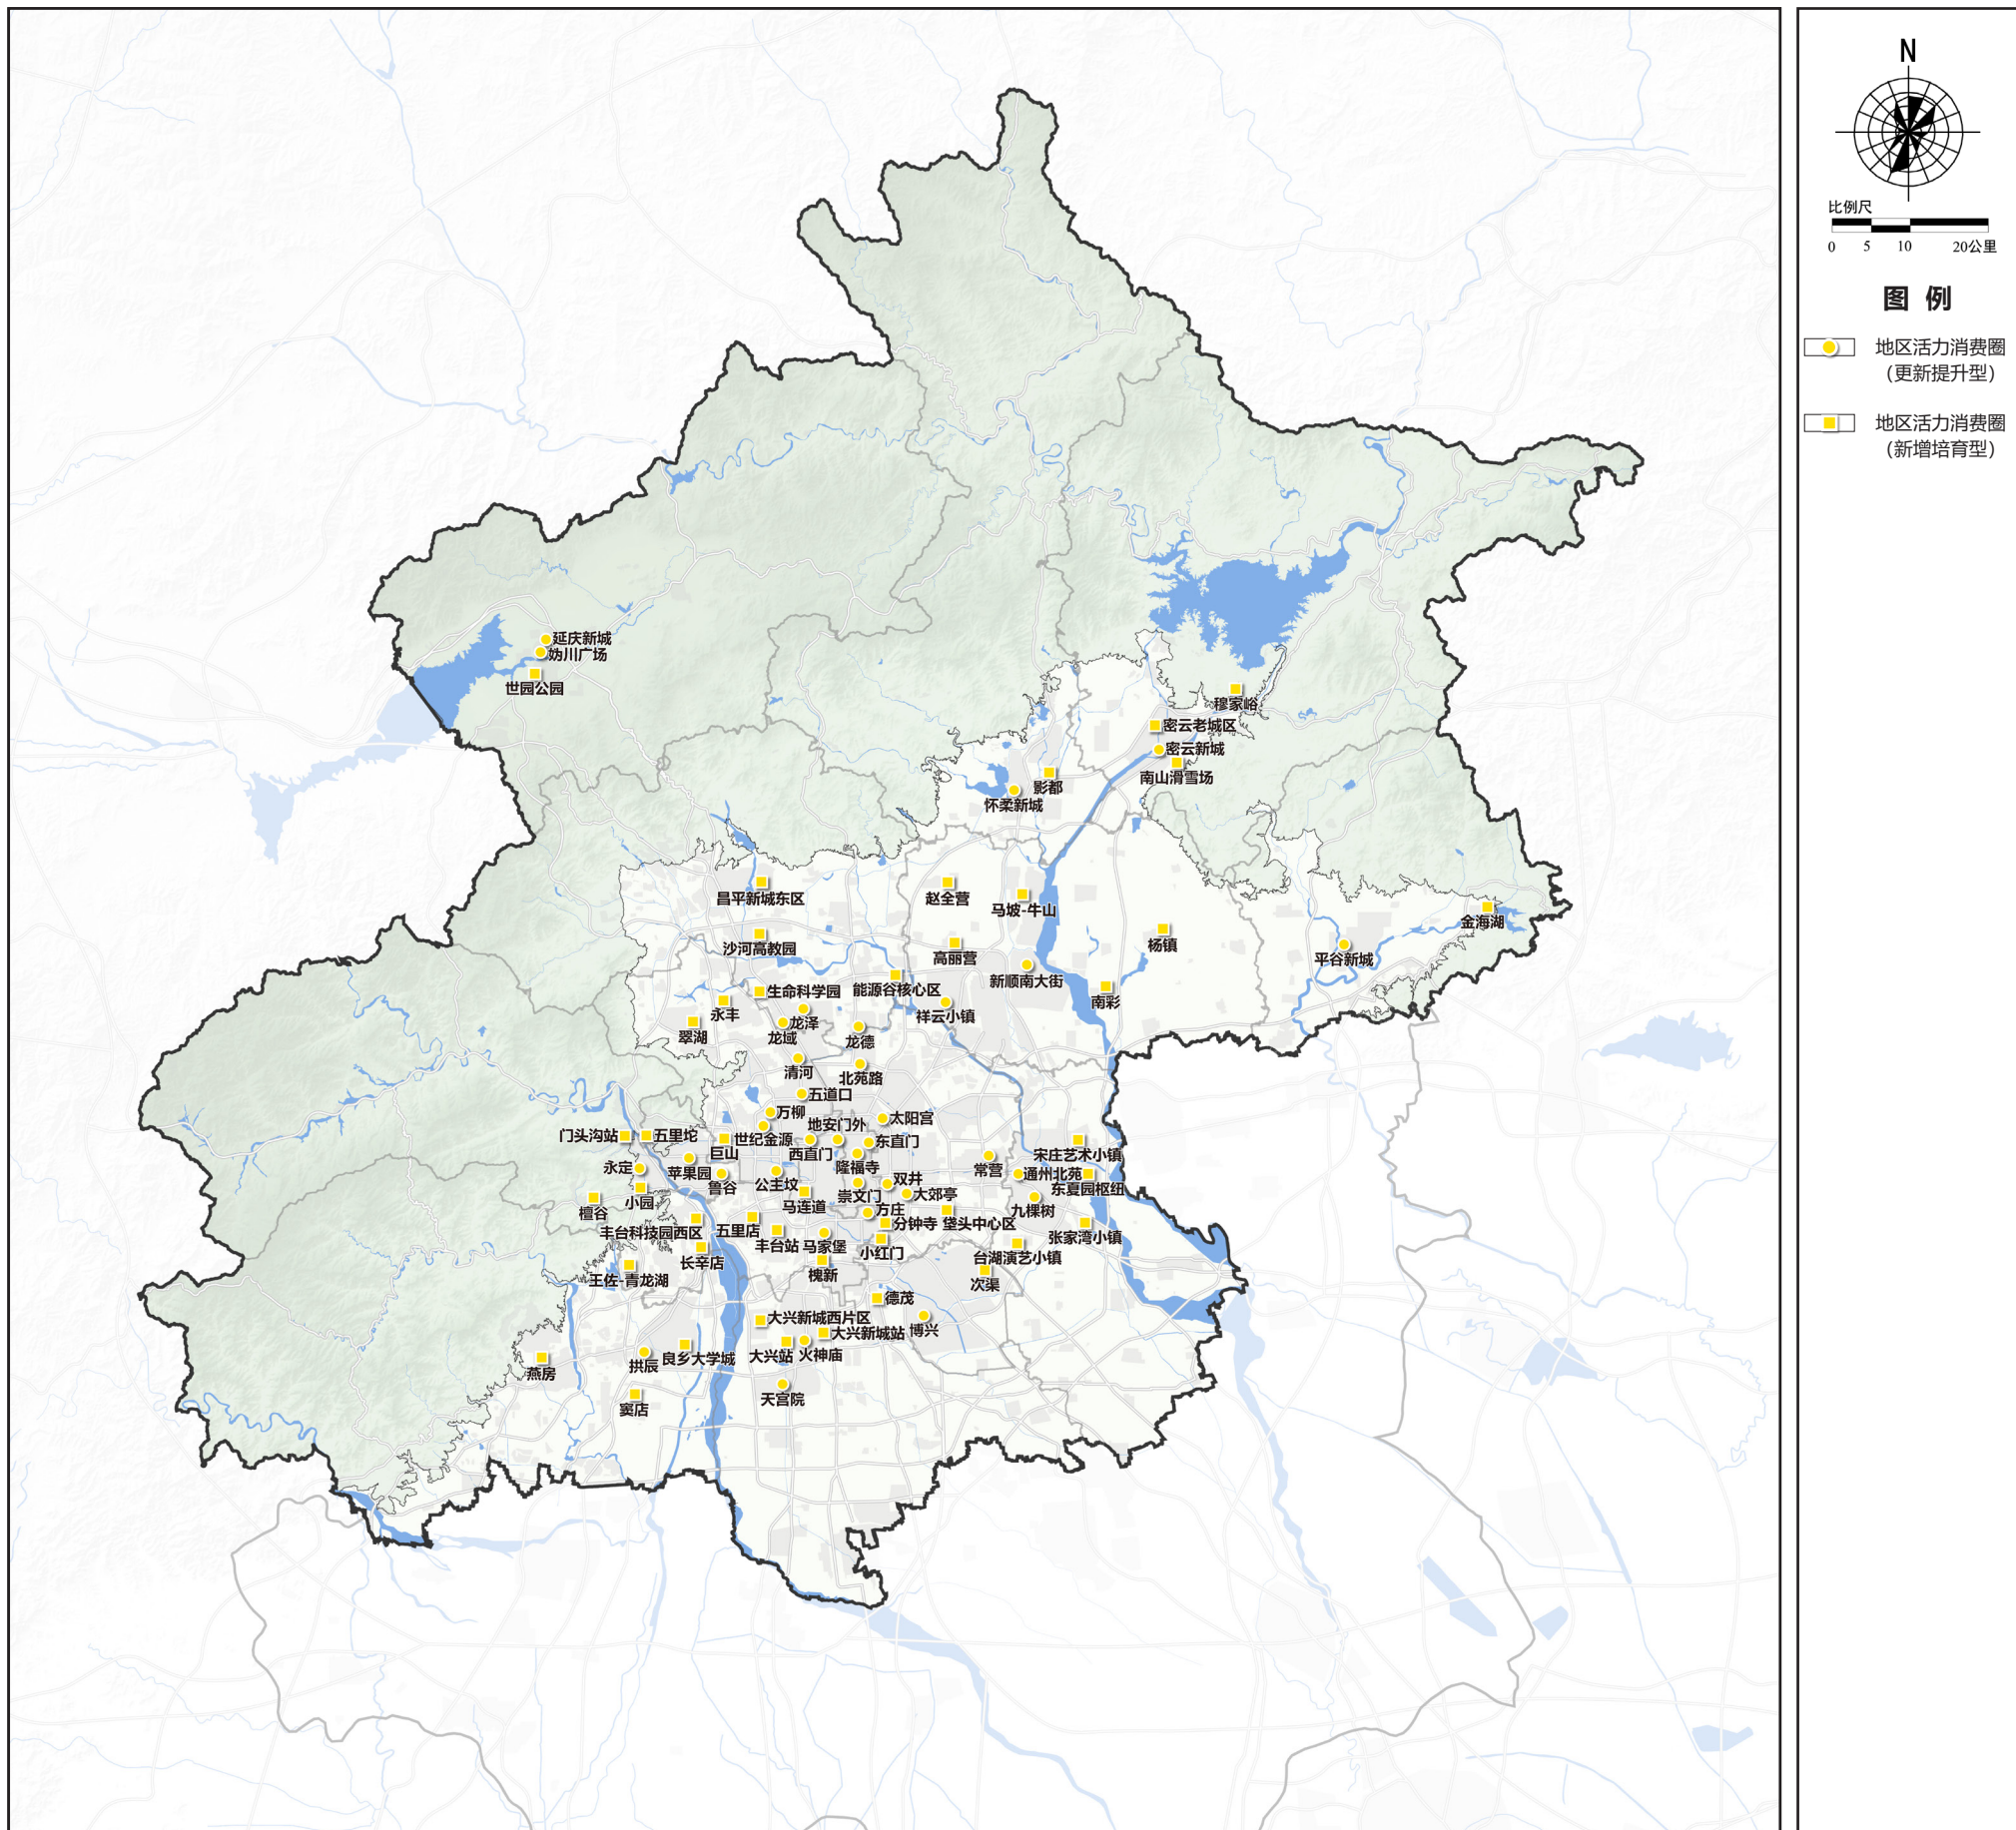 N
比例尺
0 5 10 20公里
图 例
地区活力消费圈
(更新提升型)
地区活力消费圈
(新增培育型)
延庆新城
妫川广场
世园公园
穆家峪
密云老城区
密云新城
南山滑雪场
影都
怀柔新城
昌平新城东区
赵全营
马坡-牛山
金海湖
沙河高教园
高丽营
杨镇
平谷新城
新顺南大街
能源谷核心区
生命科学园
南彩
永丰
祥云小镇
龙泽
翠湖
龙域
龙德
清河
北苑路
五道口
万柳
太阳宫
地安门外
门头沟站
五里坨
世纪金源
东直门
巨山
西直门
宋庄艺术小镇
隆福寺
永定
苹果园
常营
通州北苑
鲁谷
公主坟
双井
东夏园枢纽
崇文门
大郊亭
小园
马连道
檀谷
九棵树
方庄
分钟寺
垡头中心区
丰台科技园西区
五里店
张家湾小镇
丰台站
马家堡
小红门
台湖演艺小镇
长辛店
槐新
王佐-青龙湖
次渠
德茂
大兴新城西片区
博兴
大兴新城站
大兴站
火神庙
良乡大学城
拱辰
燕房
天宫院
窦店